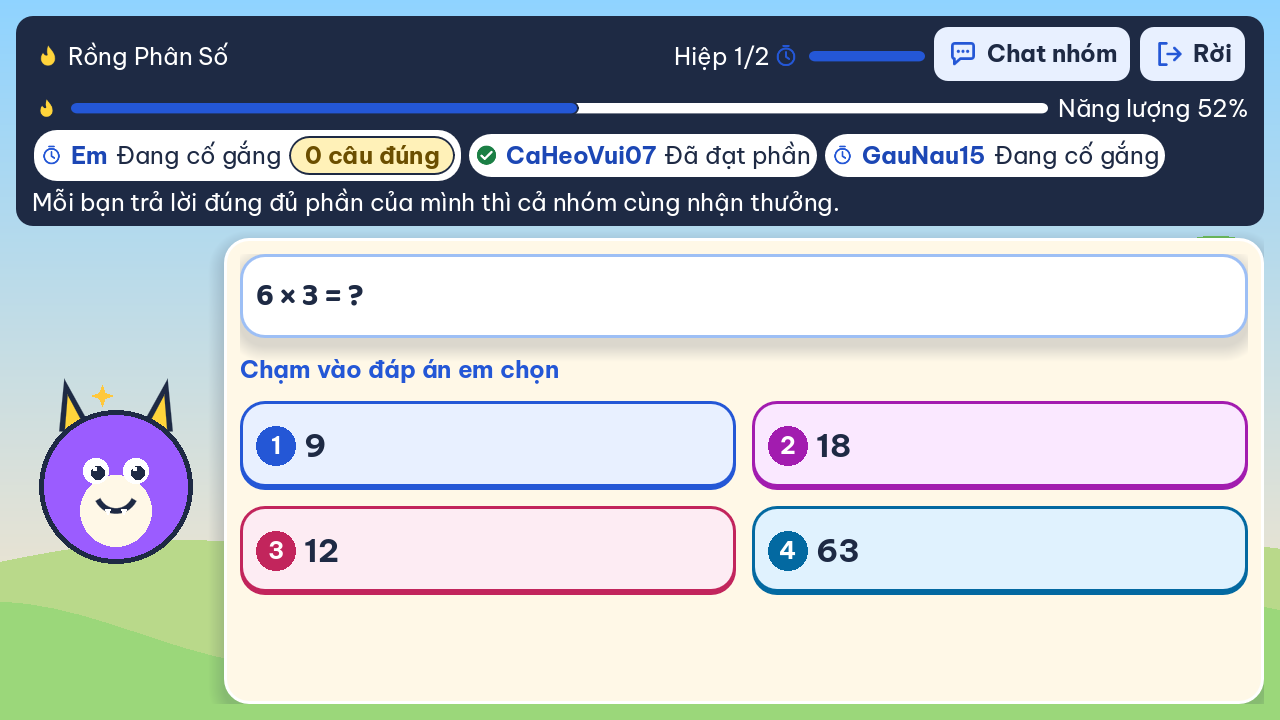 Rồng Phân Số
Hiệp 1/2
Chat nhóm
Rời
Năng lượng 52%
Em Đang cố gắng 0 câu đúng
CaHeoVui07 Đã đạt phần
GauNau15 Đang cố gắng
Mỗi bạn trả lời đúng đủ phần của mình thì cả nhóm cùng nhận thưởng.
6 × 3 = ?
Chạm vào đáp án em chọn
1 9
2 18
3 12
4 63